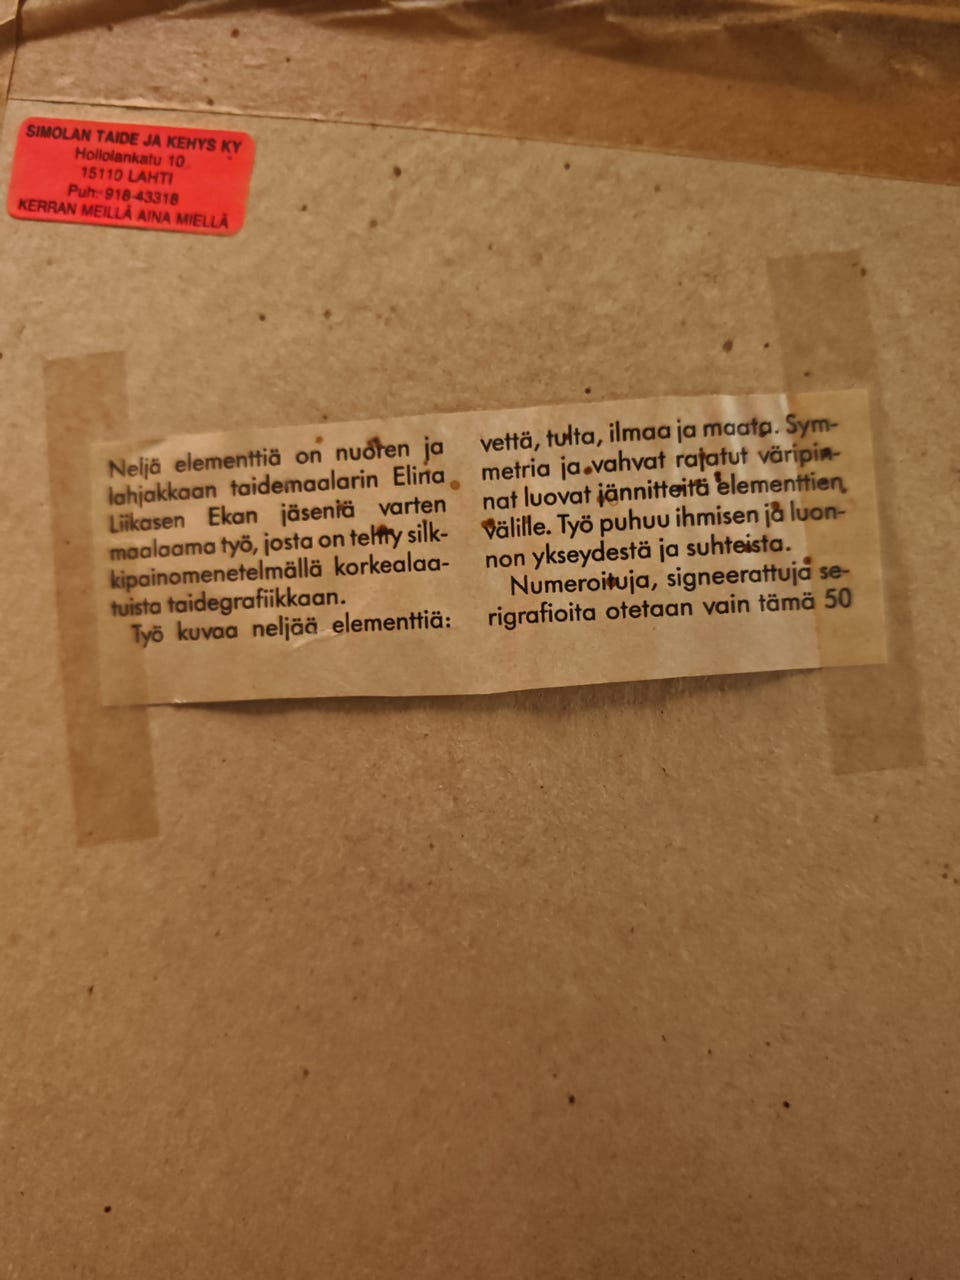 SIMOLAN TAIDE JA KEHYS KY
Hollolankatu 10
15110 LAHTI
Puh. 918-43318
KERRAN MEILLÄ AINA MIELLÄ
Neljä elementtiä on nuoren ja
lahjakkaan taidemaalarin Elina
Liikasen Ekan jäseniä varten
maalaama työ, josta on tehty silk-
kipainomenetelmällä korkealaa-
tuista taidegrafiikkaan.
Työ kuvaa neljää elementtiä:
vettä, tulta, ilmaa ja maata. Sym-
metria ja vahvat rajatut väripin-
nat luovat jännitteitä elementtien
välille. Työ puhuu ihmisen ja luon-
non ykseydestä ja suhteista.
Numeroituja, signeerattuja se-
rigrafioita otetaan vain tämä 50